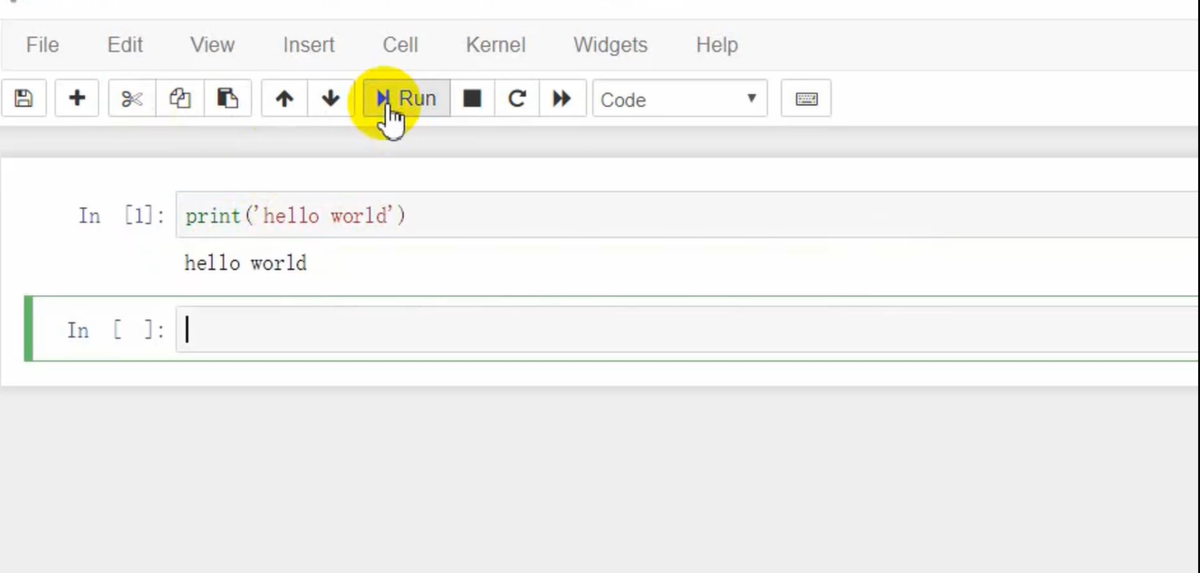 File Edit View Insert Cell Kernel Widgets Help
Run Code
In [1]: print('hello world')
hello world
In [ ]: